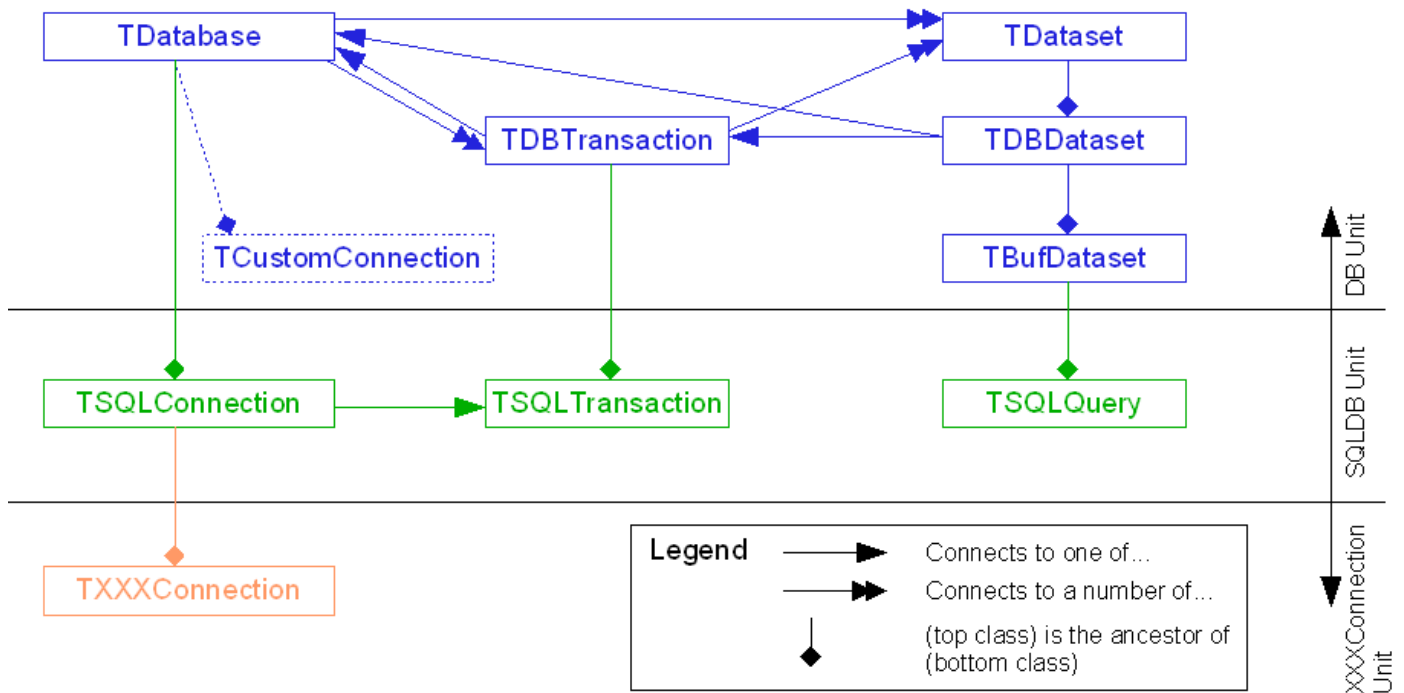 TDatabase
TDataset
TDBTransaction
TDBDataset
TCustomConnection
TBufDataset
DB Unit
TSQLConnection
TSQLTransaction
TSQLQuery
SQLDB Unit
TXXXConnection
Legend
Connects to one of...
Connects to a number of...
(top class) is the ancestor of
(bottom class)
XXXConnection
Unit